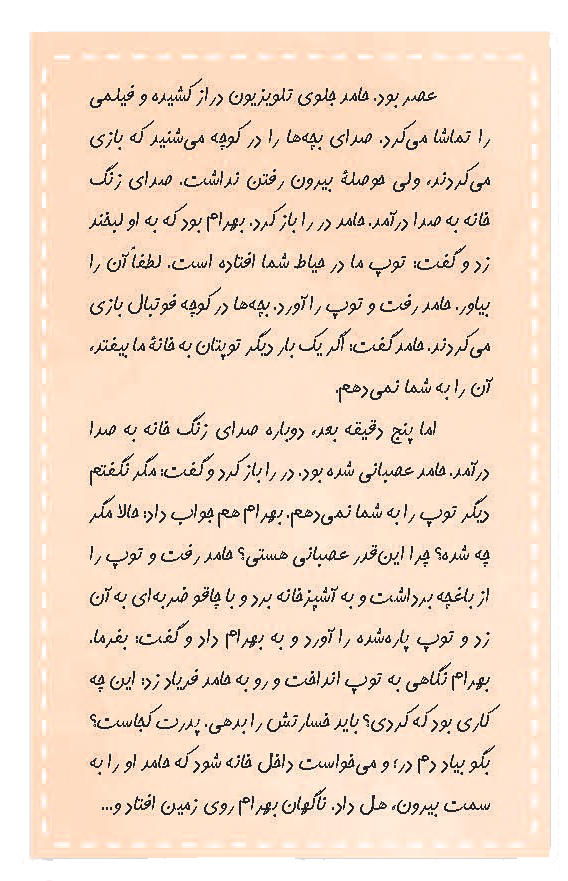 عصر بود. حامد جلوی تلویزیون دراز کشیده و فیلمی
را تماشا می‌کرد. صدای بچه‌ها را در کوچه می‌شنید که بازی
می‌کردند، ولی حوصلهٔ بیرون رفتن نداشت. صدای زنگ
خانه به صدا درآمد. حامد در را باز کرد. بهرام بود که به او لبخند
زد و گفت: توپ ما در حیاط شما افتاده است. لطفاً آن را
بیاور. حامد رفت و توپ را آورد. بچه‌ها در کوچه فوتبال بازی
می‌کردند. حامد گفت: اگر یک بار دیگر توپتان به خانهٔ ما بیفتر،
آن را به شما نمی‌دهم.
اما پنج دقیقه بعد، دوباره صدای زنگ خانه به صدا
درآمد. حامد عصبانی شده بود. در را باز کرد و گفت: مگر نگفتم
دیگر توپ را به شما نمی‌دهم. بهرام هم جواب داد: حالا مگر
چه شده؟ چرا این‌قدر عصبانی هستی؟ حامد رفت و توپ را
از باغچه برداشت و به آشپزخانه برد و با چاقو ضربه‌ای به آن
زد و توپ پاره‌شده را آورد و به بهرام داد و گفت: بفرما.
بهرام نگاهی به توپ انداخت و رو به حامد فریاد زد: این چه
کاری بود که کردی؟ باید خسارتش را بدهی. پدرت کجاست؟
بگو بیاد دم در؛ و می‌خواست داخل خانه شود که حامد او را به
سمت بیرون، هل داد. ناگهان بهرام روی زمین افتاد و...